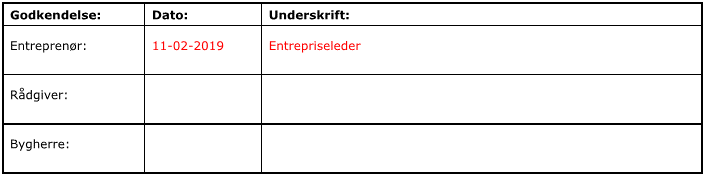 Godkendelse: Dato: Underskrift:
Entreprenør: 11-02-2019 Entrepriseleder
Rådgiver:
Bygherre: